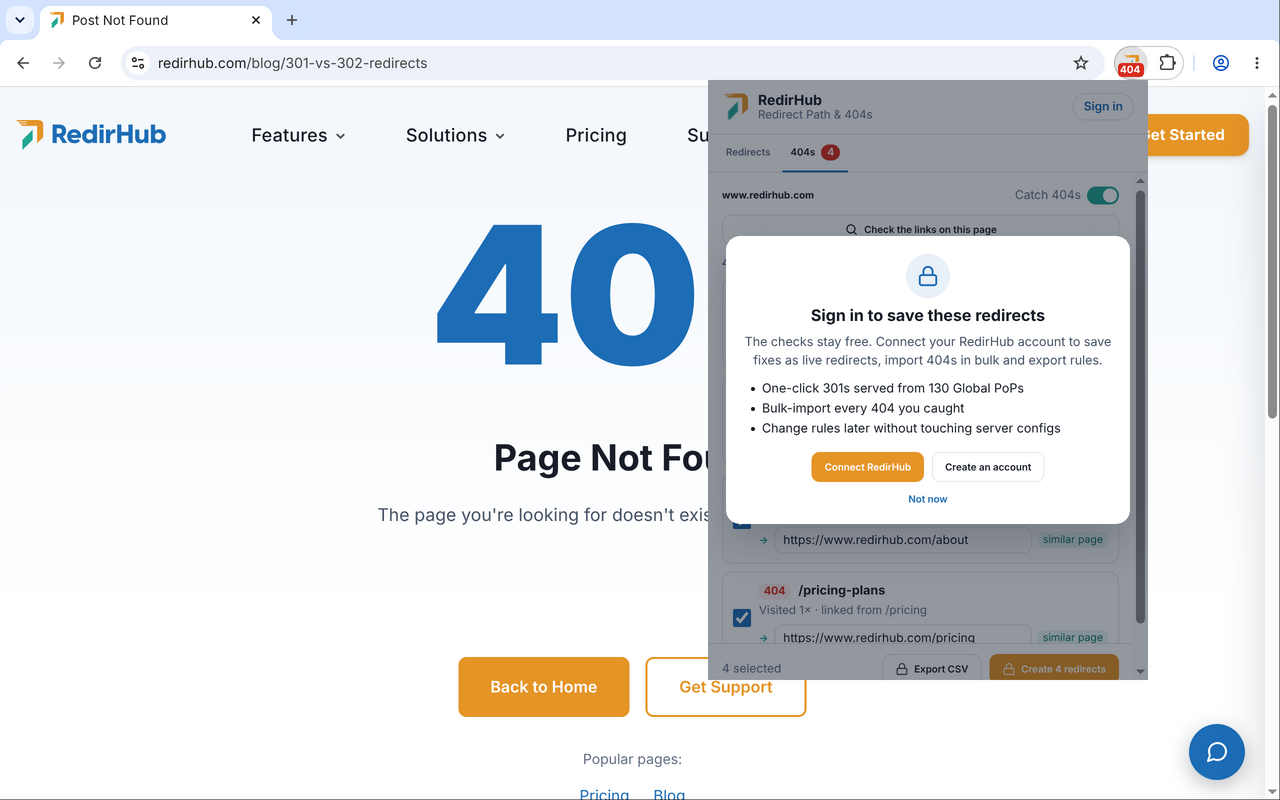 Post Not Found
redirhub.com/blog/301-vs-302-redirects
404
RedirHub
Features
Solutions
Pricing
Su
Get Started
40
Page Not Fou
The page you're looking for doesn't exis
Back to Home
Get Support
Popular pages:
Pricing
Blog
RedirHub
Redirect Path & 404s
Sign in
Redirects
404s
4
www.redirhub.com
Catch 404s
Check the links on this page
Sign in to save these redirects
The checks stay free. Connect your RedirHub account to save
fixes as live redirects, import 404s in bulk and export rules.
• One-click 301s served from 130 Global PoPs
• Bulk-import every 404 you caught
• Change rules later without touching server configs
Connect RedirHub
Create an account
Not now
→ https://www.redirhub.com/about
similar page
404 /pricing-plans
Visited 1× · linked from /pricing
→ https://www.redirhub.com/pricing
similar page
4 selected
Export CSV
Create 4 redirects